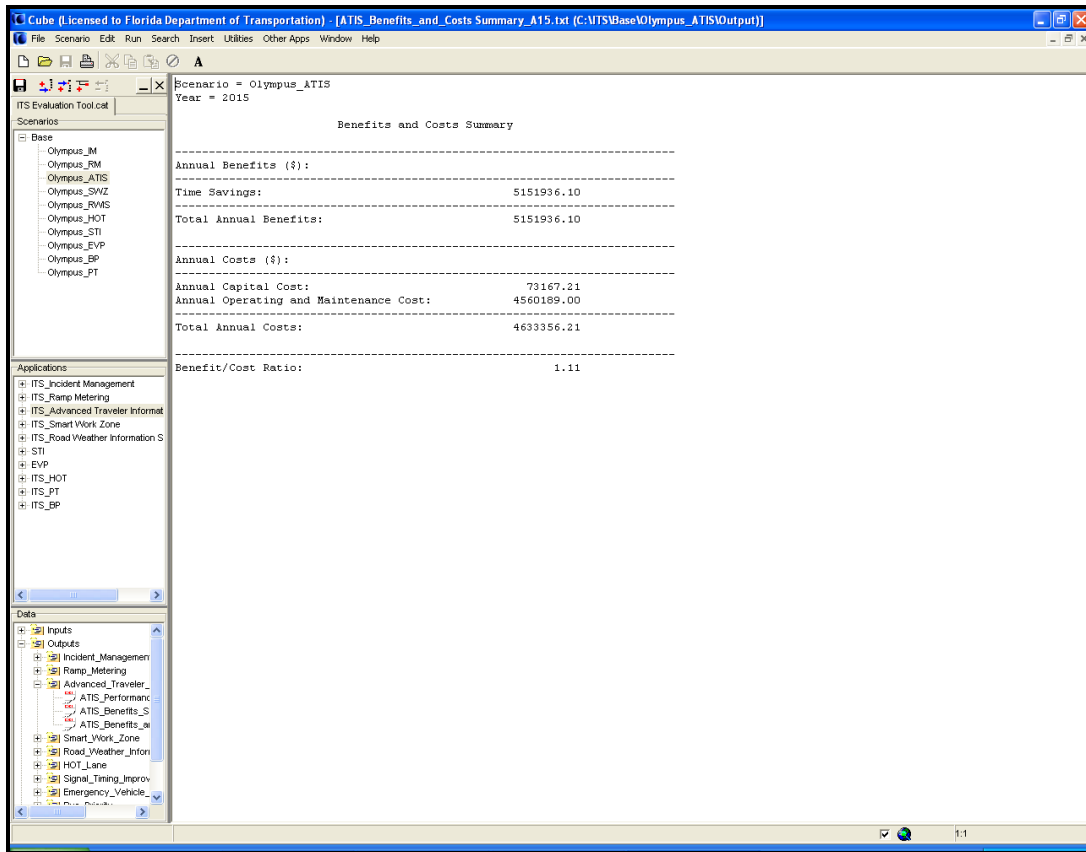 Cube (Licensed to Florida Department of Transportation) - [ATIS_Benefits_and_Costs Summary_A15.txt (C:\ITS\Base\Olympus_ATIS\Output)]
File Scenario Edit Run Search Insert Utilities Other Apps Window Help
A
ITS Evaluation Tool.cat
Scenarios
Base
Olympus_IM
Olympus_RM
Olympus_ATIS
Olympus_SWZ
Olympus_RWIS
Olympus_HOT
Olympus_STI
Olympus_EVP
Olympus_BP
Olympus_PT
Applications
ITS_Incident Management
ITS_Ramp Metering
ITS_Advanced Traveler Informat
ITS_Smart Work Zone
ITS_Road Weather Information S
STI
EVP
ITS_HOT
ITS_PT
ITS_BP
Data
Inputs
Outputs
Incident_Managemen
Ramp_Metering
Advanced_Traveler_
ATIS_Performanc
ATIS_Benefits_S
ATIS_Benefits_a
Smart_Work_Zone
Road_Weather_Infor
HOT_Lane
Signal_Timing_Improv
Emergency_Vehicle_
Scenario = Olympus_ATIS
Year = 2015
Benefits and Costs Summary
--------------------------------------------------------------------------
Annual Benefits ($):
--------------------------------------------------------------------------
Time Savings: 5151936.10
--------------------------------------------------------------------------
Total Annual Benefits: 5151936.10
--------------------------------------------------------------------------
Annual Costs ($):
--------------------------------------------------------------------------
Annual Capital Cost: 73167.21
Annual Operating and Maintenance Cost: 4560189.00
--------------------------------------------------------------------------
Total Annual Costs: 4633356.21
--------------------------------------------------------------------------
Benefit/Cost Ratio: 1.11
1:1